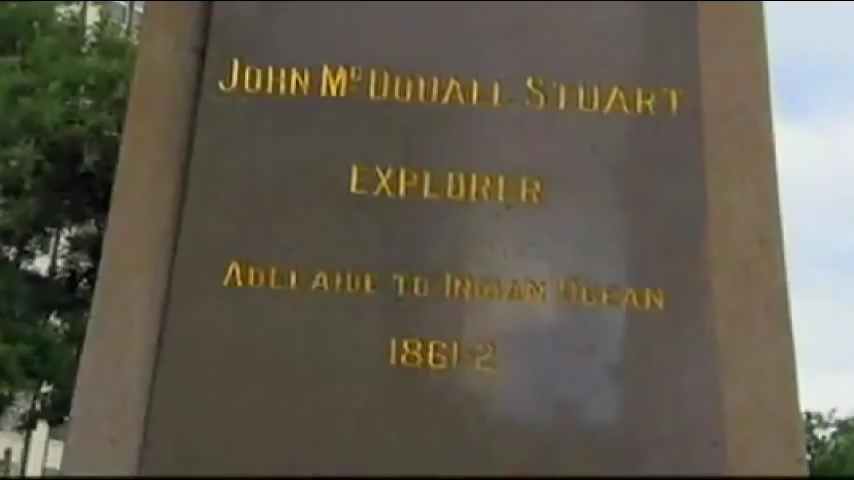 JOHN McDOUALL STUART
EXPLORER
ADELAIDE TO INDIAN OCEAN
1861-2